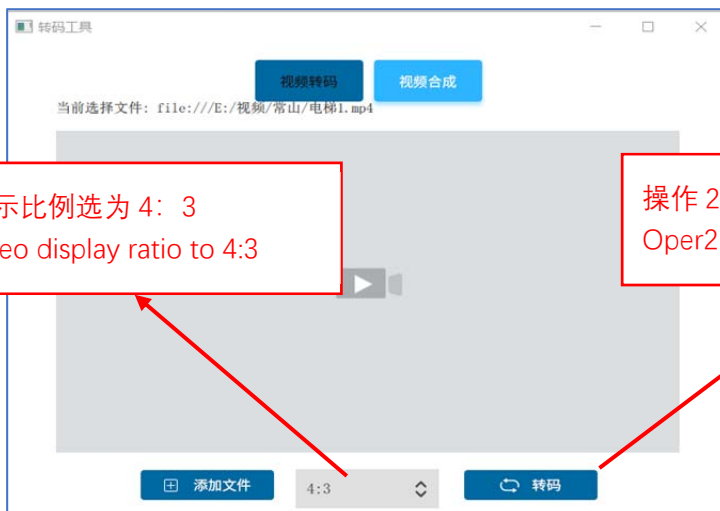 转码工具
视频转码
视频合成
当前选择文件: file:///E:/视频/常山/电梯1.mp4
示比例选为 4：3
eo display ratio to 4:3
操作 2
Oper2
添加文件
4:3
转码